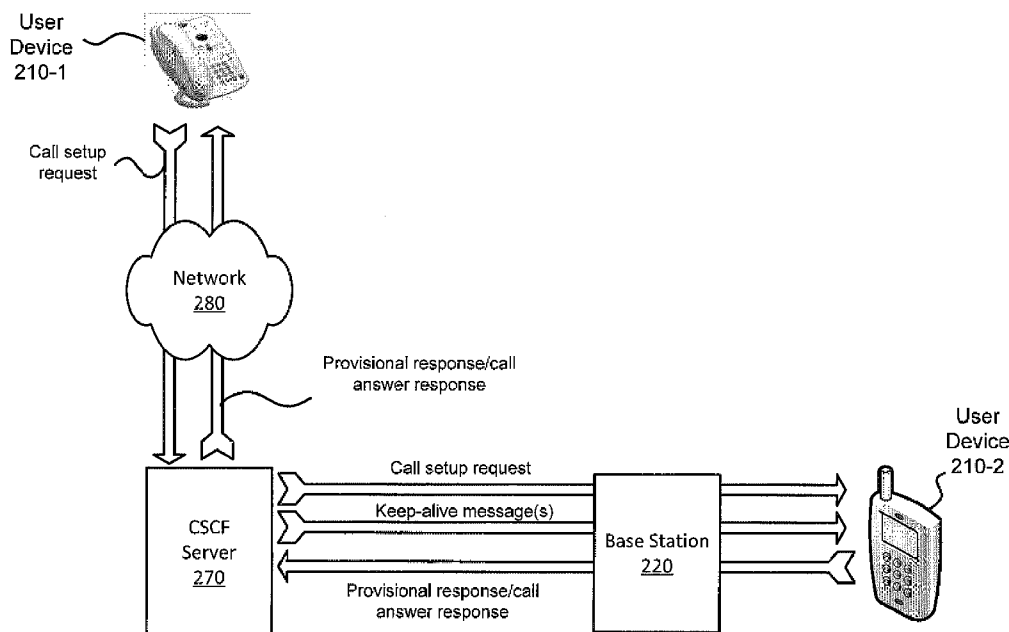 User
Device
210-1
Call setup
request
Network
280
Provisional response/call
answer response
User
Device
210-2
Call setup request
Keep-alive message(s)
CSCF
Server
270
Base Station
220
Provisional response/call
answer response